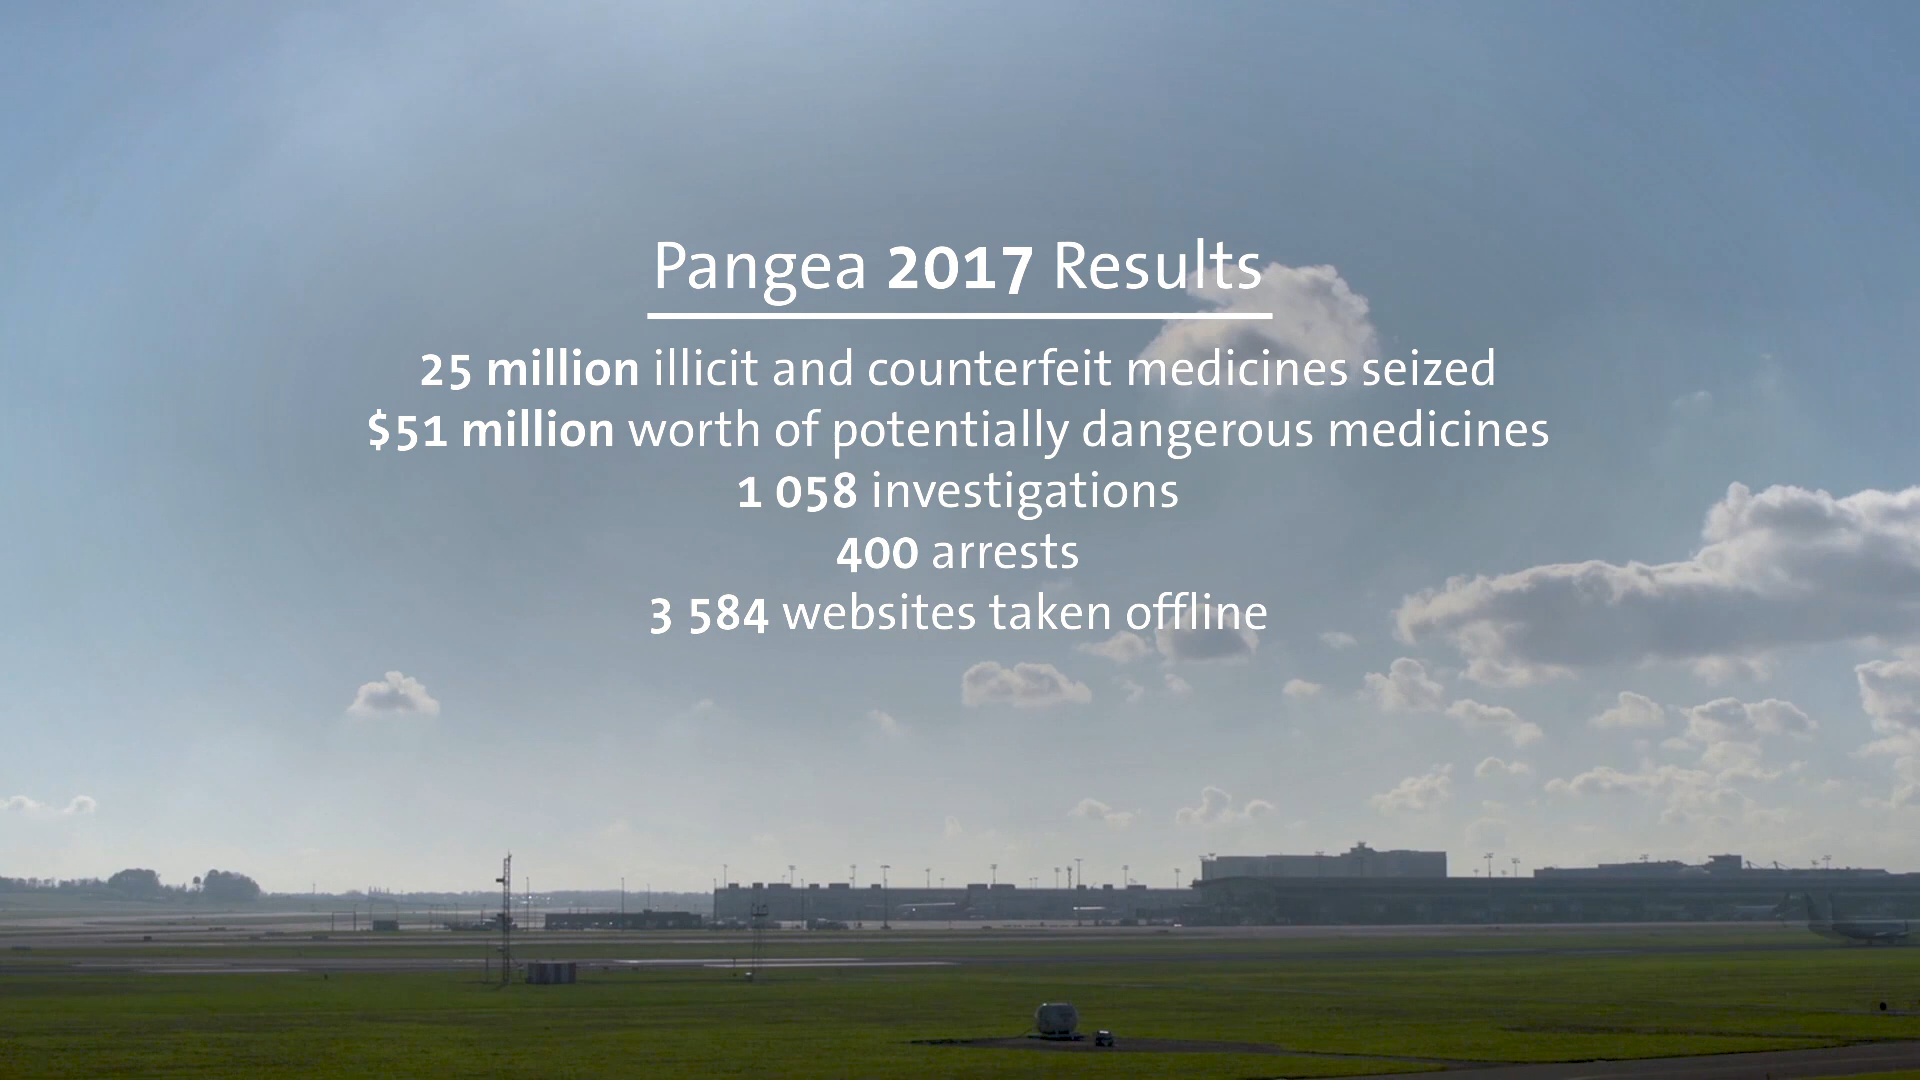 Pangea 2017 Results
25 million illicit and counterfeit medicines seized
$51 million worth of potentially dangerous medicines
1 058 investigations
400 arrests
3 584 websites taken offline